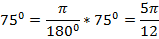 75⁰ = π/180⁰ * 75⁰ = 5π/12